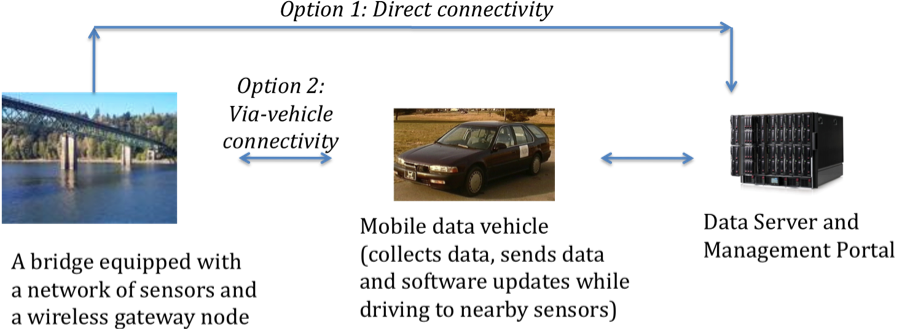 Option 1: Direct connectivity
Option 2:
Via-vehicle
connectivity
A bridge equipped with
a network of sensors and
a wireless gateway node
Mobile data vehicle
(collects data, sends data
and software updates while
driving to nearby sensors)
Data Server and
Management Portal